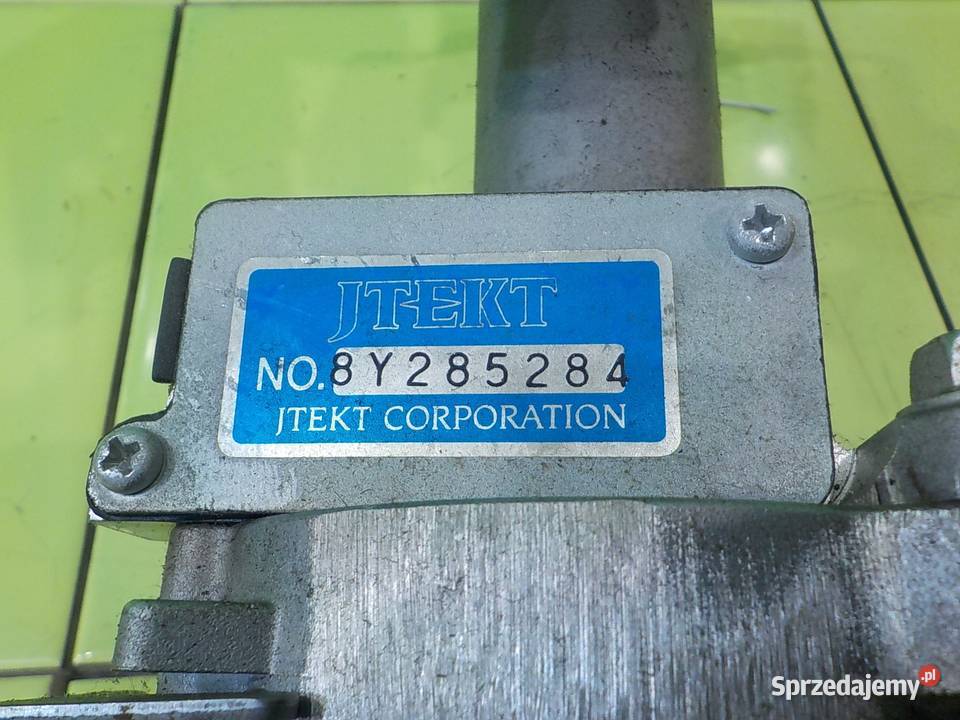 JTEKT
NO.8Y285284
JTEKT CORPORATION
Sprzedajemy.pl